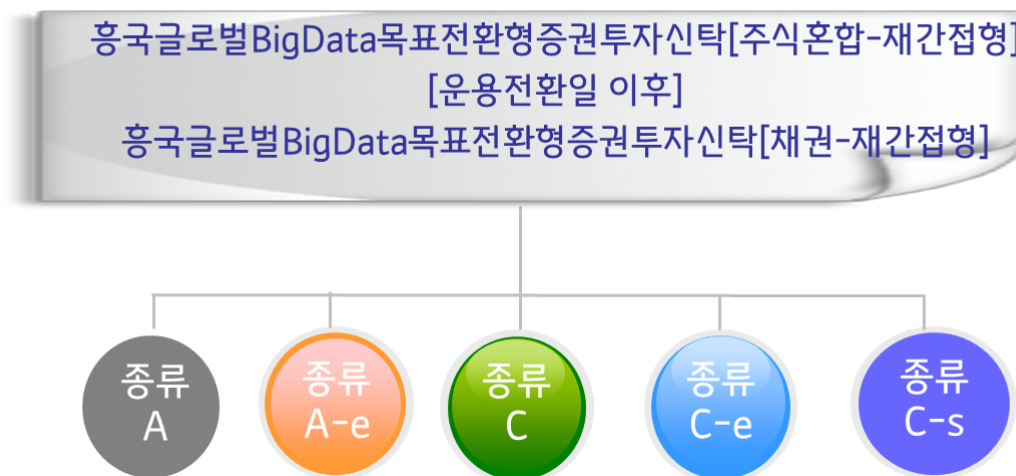 흥국글로벌BigData목표전환형증권투자신탁[주식혼합-재간접형]
[운용전환일 이후]
흥국글로벌BigData목표전환형증권투자신탁[채권-재간접형]
종류
A
종류
A-e
종류
C
종류
C-e
종류
C-s